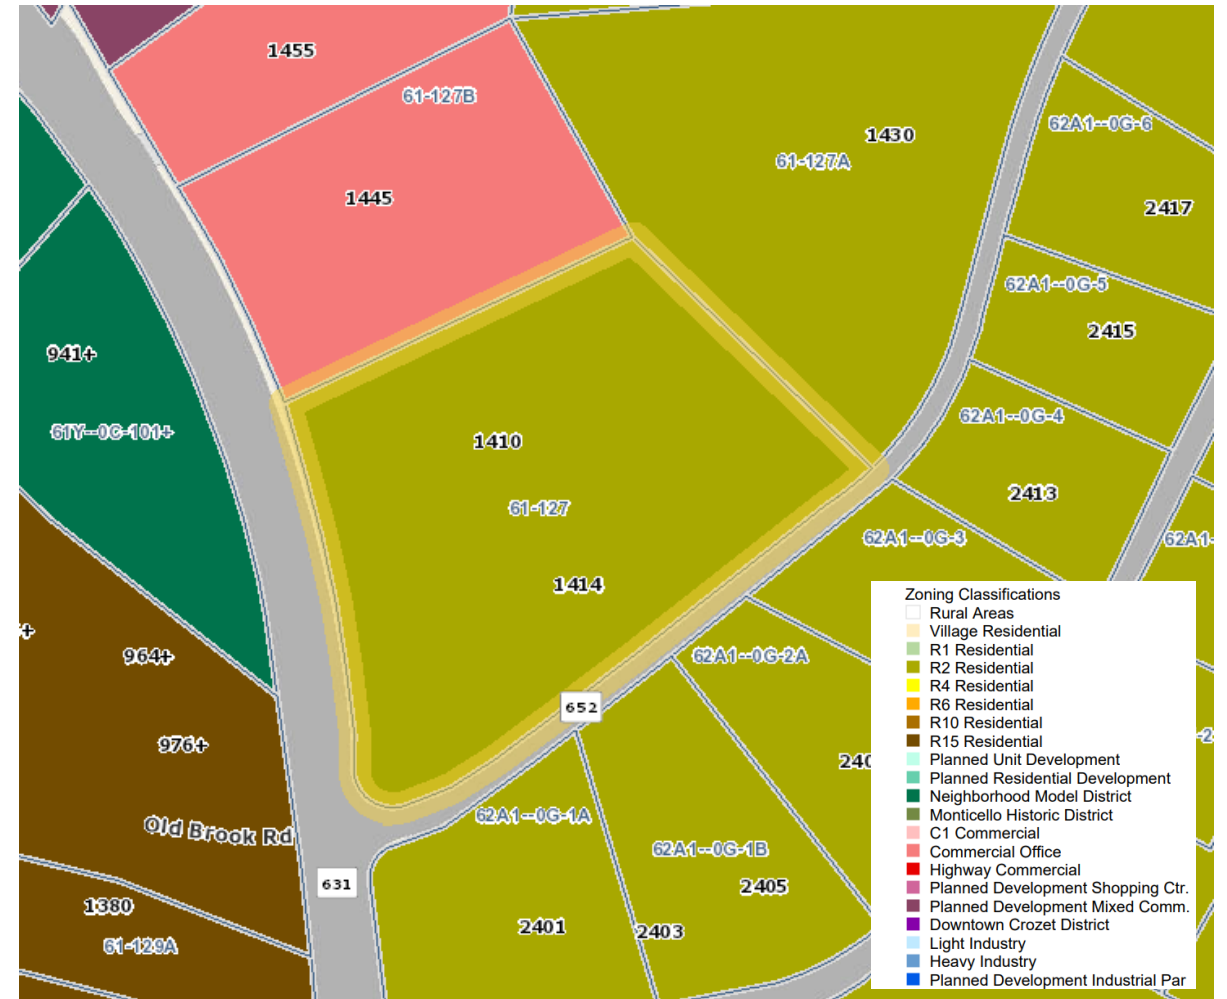 1455
61-127B
62A1--0G-6
1430
61-127A
1445
2417
62A1--0G-5
2415
941+
62A1--0G-4
61Y--0C-101+
1410
2413
61-127
62A1--0G-3
62A1-
1414
+
964+
62A1--0G-2A
652
-2
976+
240
62A1--0G-1A
Old Brook Rd
62A1--0G-1B
631
2405
1380
2401
2403
61-129A
Zoning Classifications
Rural Areas
Village Residential
R1 Residential
R2 Residential
R4 Residential
R6 Residential
R10 Residential
R15 Residential
Planned Unit Development
Planned Residential Development
Neighborhood Model District
Monticello Historic District
C1 Commercial
Commercial Office
Highway Commercial
Planned Development Shopping Ctr.
Planned Development Mixed Comm.
Downtown Crozet District
Light Industry
Heavy Industry
Planned Development Industrial Par